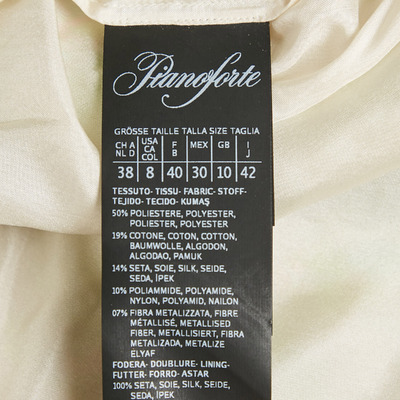 Pianoforte
GRÖSSE TAILLE TALLA SIZE TAGLIA
CH A NL D | USA CA COL | F B | MEX | GB | I J
38 | 8 | 40 | 30 | 10 | 42
TESSUTO- TISSU- FABRIC- STOFF-
TEJIDO- TECIDO- KUMAŞ
50% POLIESTERE, POLYESTER,
POLIESTER, POLYESTER
19% COTONE, COTON, COTTON,
BAUMWOLLE, ALGODON,
ALGODAO, PAMUK
14% SETA, SOIE, SILK, SEIDE,
SEDA, İPEK
10% POLIAMMIDE, POLYAMIDE,
NYLON, POLYAMID, NAILON
07% FIBRA METALIZZATA, FIBRE
MÉTALLISÉ, METALLISED
FIBER, METALLISIERT, FIBRA
METALIZADA, METALIZE
ELYAF
FODERA- DOUBLURE- LINING-
FUTTER- FORRO- ASTAR
100% SETA, SOIE, SILK, SEIDE,
SEDA, İPEK